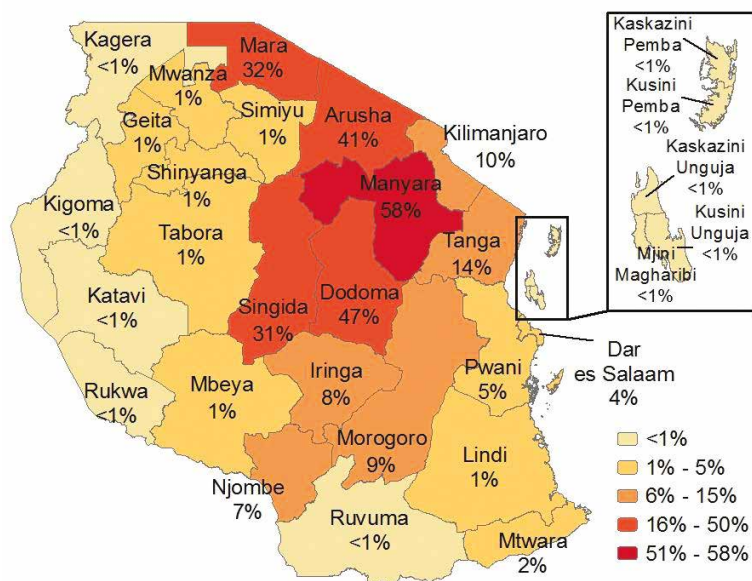 Kagera
<1%
Mara
32%
Mwanza
1%
Simiyu
1%
Geita
1%
Arusha
41%
Kilimanjaro
10%
Shinyanga
1%
Manyara
58%
Kigoma
<1%
Tabora
1%
Tanga
14%
Katavi
<1%
Singida
31%
Dodoma
47%
Rukwa
<1%
Mbeya
1%
Iringa
8%
Pwani
5%
Dar
es Salaam
4%
Morogoro
9%
Njombe
7%
Lindi
1%
Ruvuma
<1%
Mtwara
2%
Kaskazini
Pemba
<1%
Kusini
Pemba
<1%
Kaskazini
Unguja
<1%
Kusini
Unguja
<1%
Mjini
Magharibi
<1%
<1%
1% - 5%
6% - 15%
16% - 50%
51% - 58%